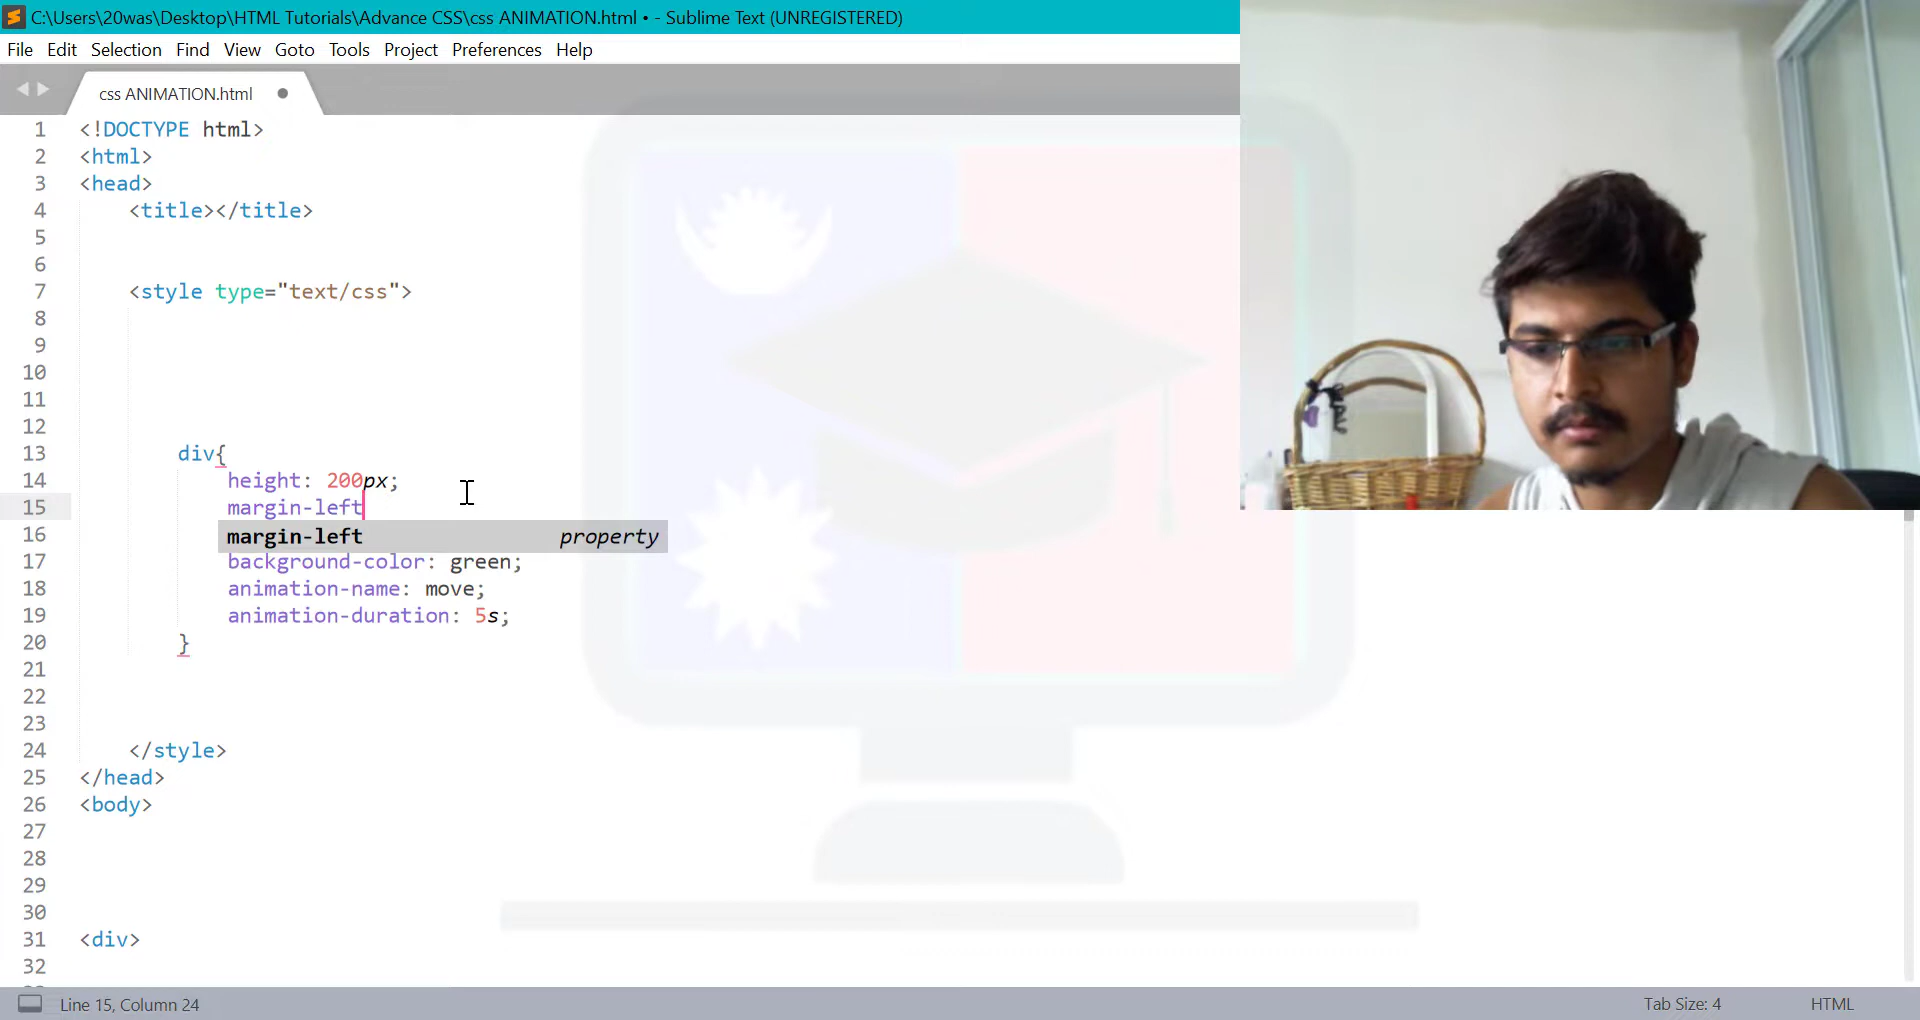 C:\Users\20was\Desktop\HTML Tutorials\Advance CSS\css ANIMATION.html • - Sublime Text (UNREGISTERED)
File Edit Selection Find View Goto Tools Project Preferences Help
css ANIMATION.html
1 <!DOCTYPE html>
2 <html>
3 <head>
4 <title></title>
5
6
7 <style type="text/css">
8
9
10
11
12
13 div{
14 height: 200px;
15 margin-left
16 margin-left property
17 background-color: green;
18 animation-name: move;
19 animation-duration: 5s;
20 }
21
22
23
24 </style>
25 </head>
26 <body>
27
28
29
30
31 <div>
32
Line 15, Column 24 Tab Size: 4 HTML